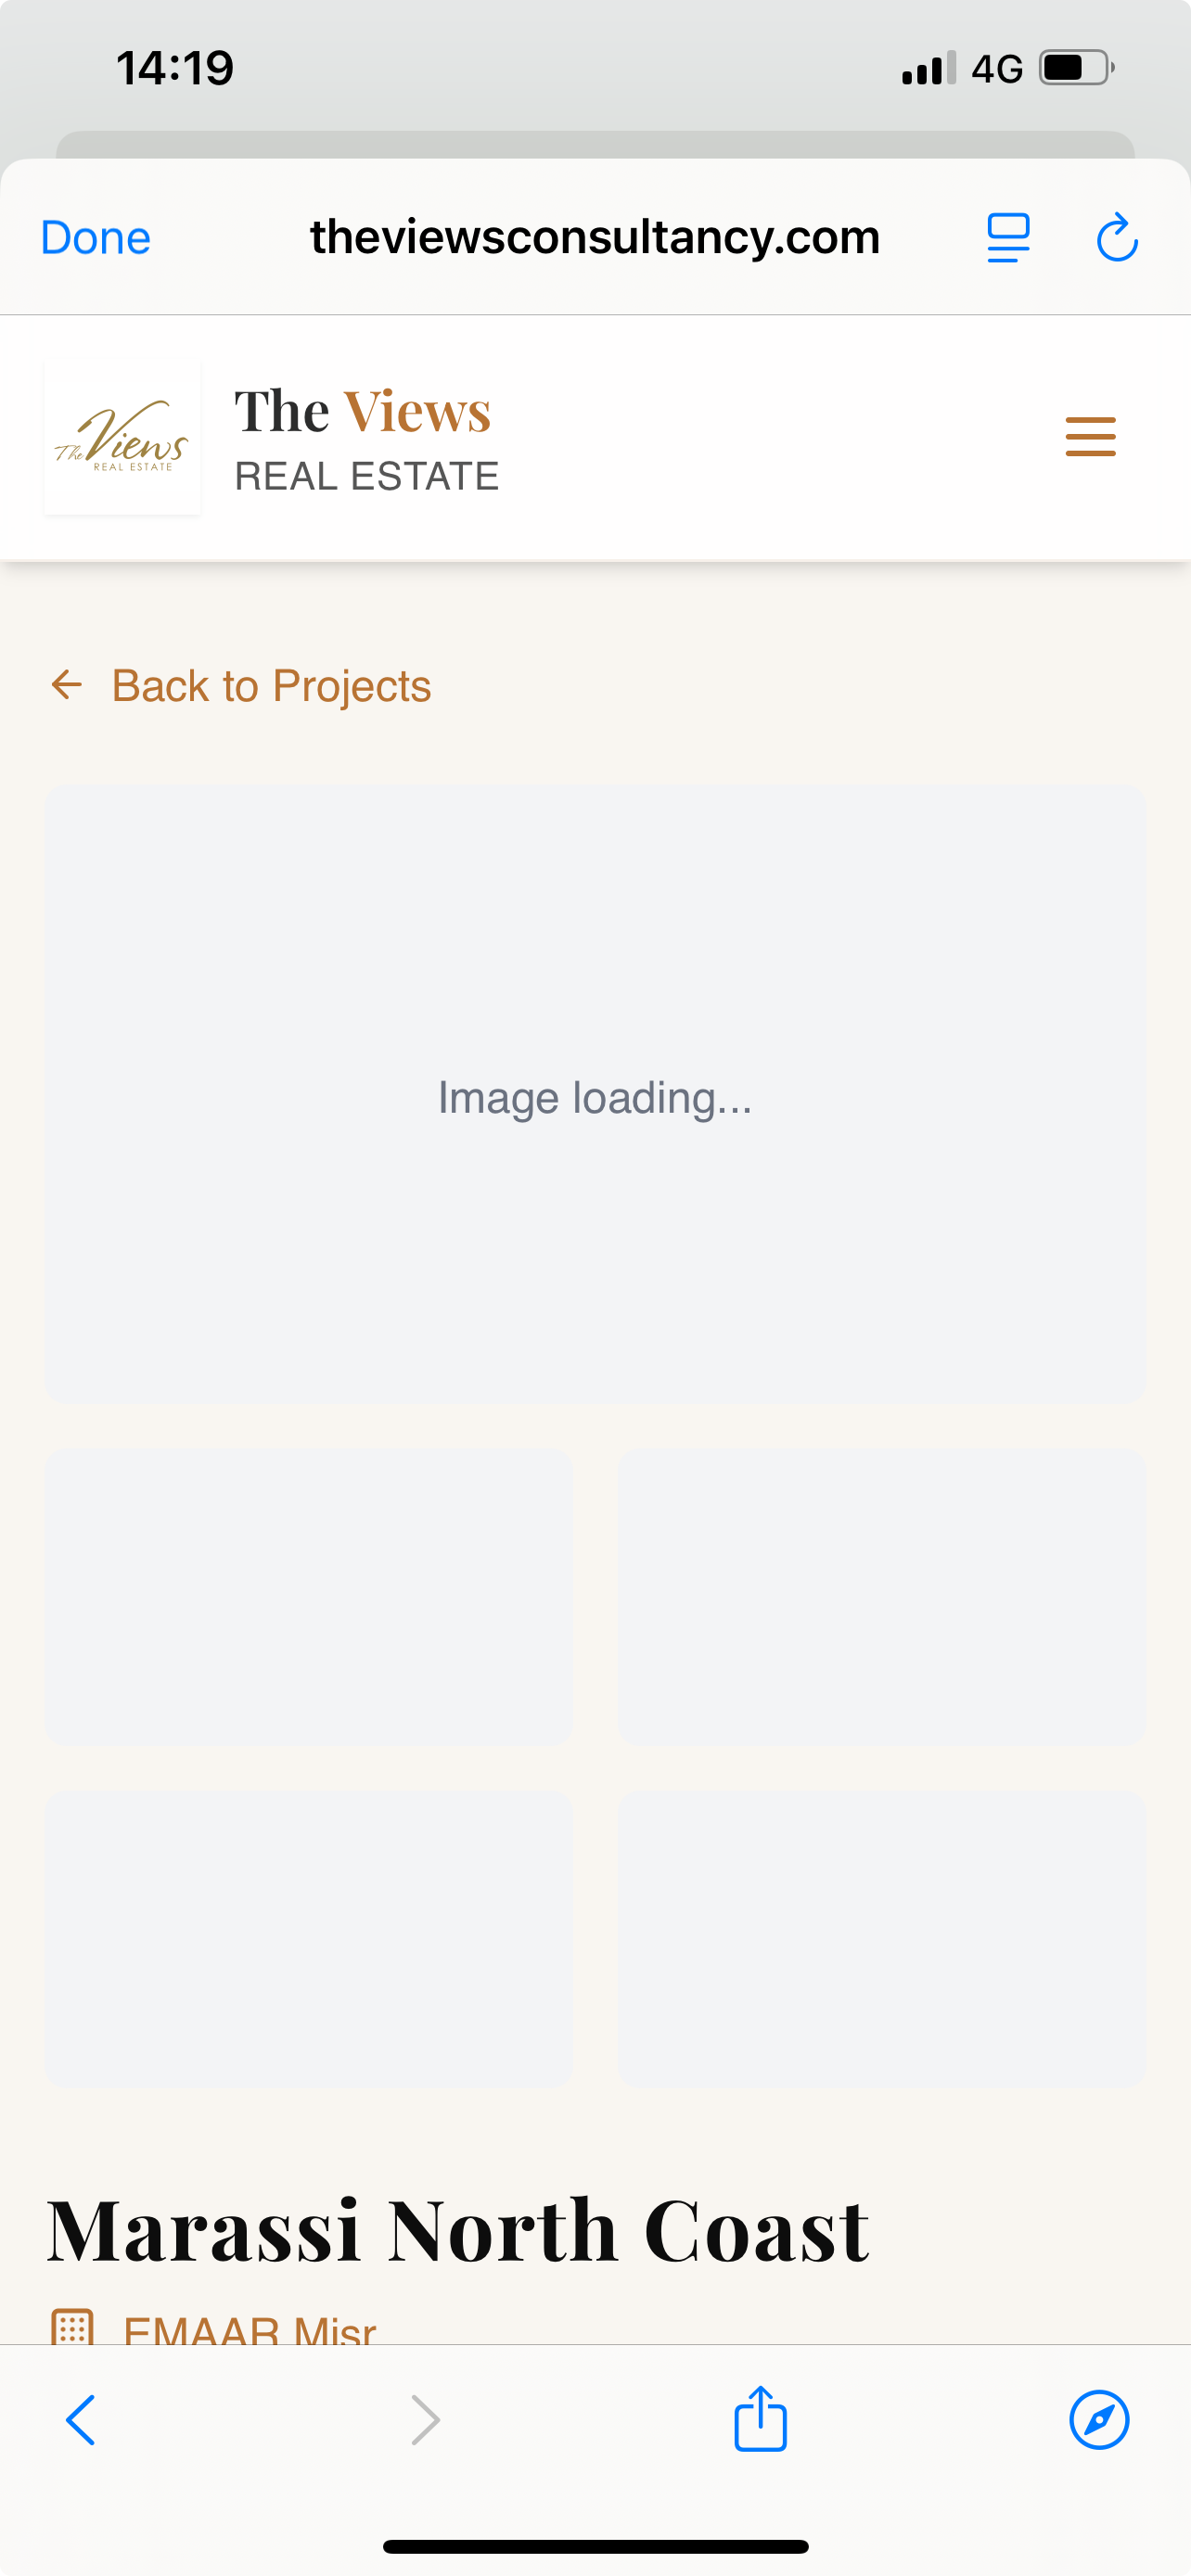 14:19
4G
Done
theviewsconsultancy.com
The Views
REAL ESTATE
The Views
REAL ESTATE
← Back to Projects
Image loading...
Marassi North Coast
EMAAR Misr